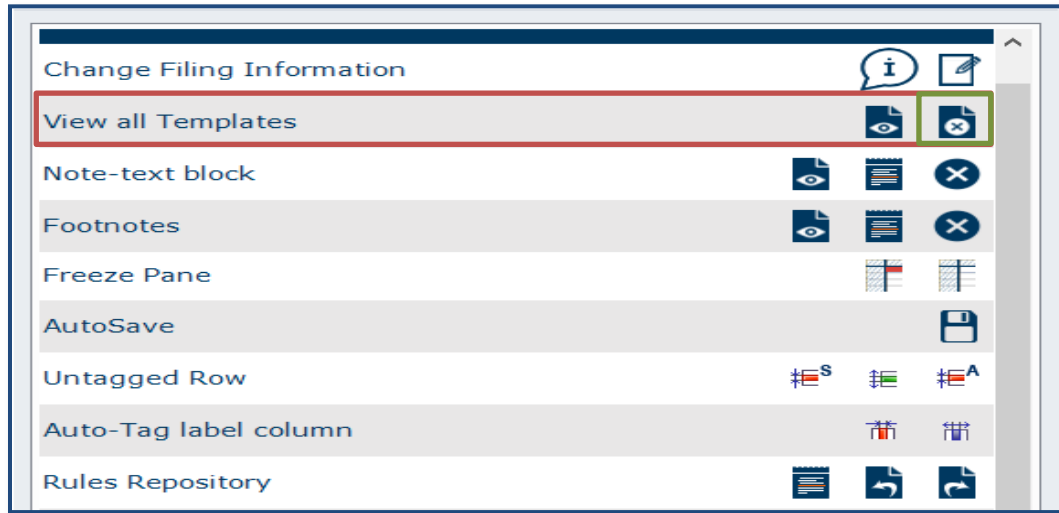 Change Filing Information
View all Templates
Note-text block
Footnotes
Freeze Pane
AutoSave
Untagged Row S A
Auto-Tag label column
Rules Repository